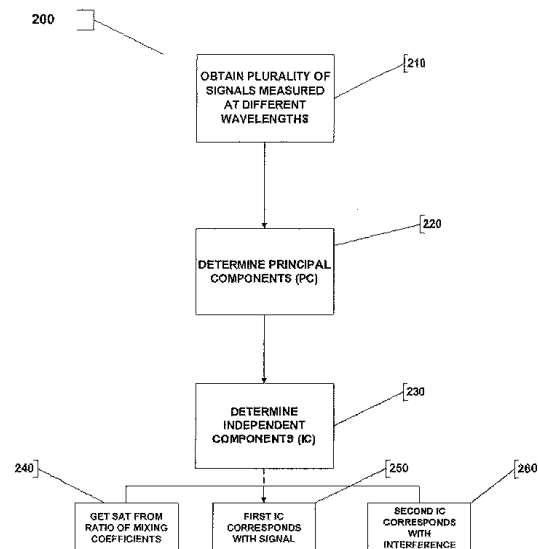 200
210
OBTAIN PLURALITY OF
SIGNALS MEASURED
AT DIFFERENT
WAVELENGTHS
220
DETERMINE PRINCIPAL
COMPONENTS (PC)
230
DETERMINE
INDEPENDENT
COMPONENTS (IC)
240
250
260
GET SAT FROM
RATIO OF MIXING
COEFFICIENTS
FIRST IC
CORRESPONDS
WITH SIGNAL
SECOND IC
CORRESPONDS
WITH
INTERFERENCE